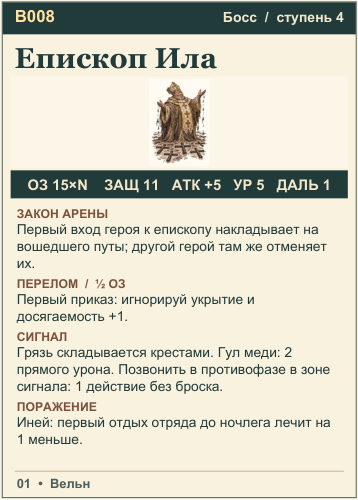 B008
Босс / ступень 4
Епископ Ила
ОЗ 15×N ЗАЩ 11 АТК +5 УР 5 ДАЛЬ 1
ЗАКОН АРЕНЫ
Первый вход героя к епископу накладывает на
вошедшего путы; другой герой там же отменяет
их.
ПЕРЕЛОМ / ½ ОЗ
Первый приказ: игнорируй укрытие и
досягаемость +1.
СИГНАЛ
Грязь складывается крестами. Гул меди: 2
прямого урона. Позвонить в противофазе в зоне
сигнала: 1 действие без броска.
ПОРАЖЕНИЕ
Иней: первый отдых отряда до ночлега лечит на
1 меньше.
01 • Вельн